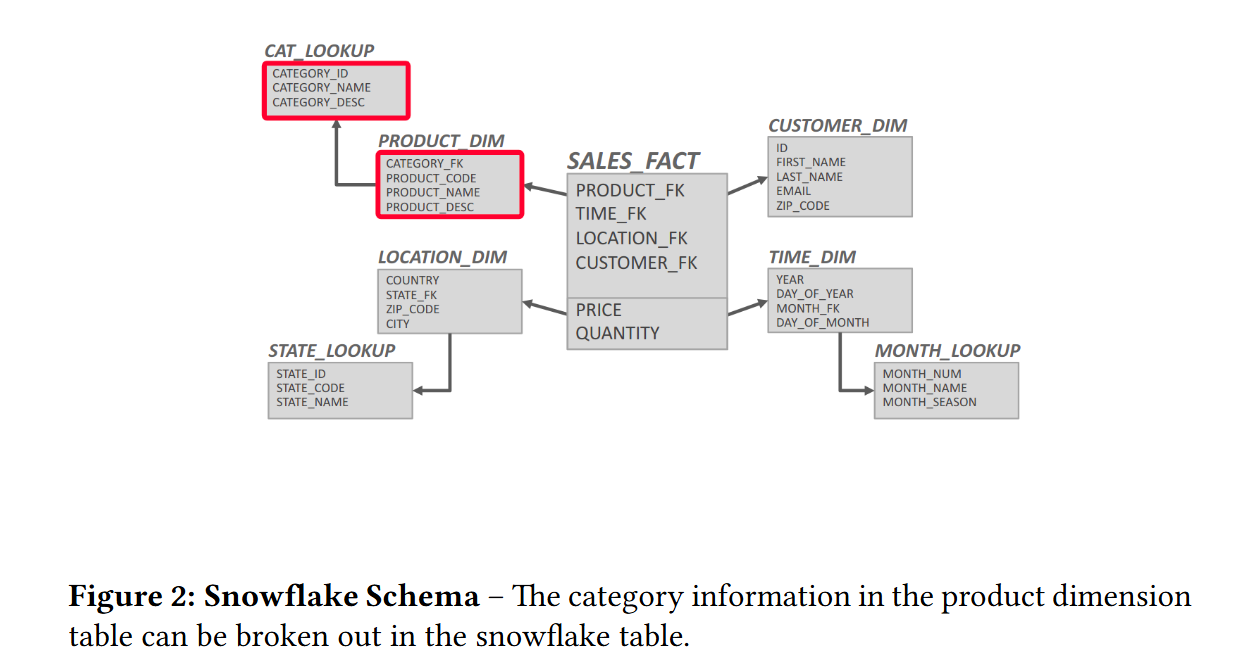 CAT_LOOKUP
CATEGORY_ID
CATEGORY_NAME
CATEGORY_DESC
PRODUCT_DIM
CATEGORY_FK
PRODUCT_CODE
PRODUCT_NAME
PRODUCT_DESC
SALES_FACT
PRODUCT_FK
TIME_FK
LOCATION_FK
CUSTOMER_FK
PRICE
QUANTITY
CUSTOMER_DIM
ID
FIRST_NAME
LAST_NAME
EMAIL
ZIP_CODE
LOCATION_DIM
COUNTRY
STATE_FK
ZIP_CODE
CITY
TIME_DIM
YEAR
DAY_OF_YEAR
MONTH_FK
DAY_OF_MONTH
STATE_LOOKUP
STATE_ID
STATE_CODE
STATE_NAME
MONTH_LOOKUP
MONTH_NUM
MONTH_NAME
MONTH_SEASON
Figure 2: Snowflake Schema – The category information in the product dimension
table can be broken out in the snowflake table.